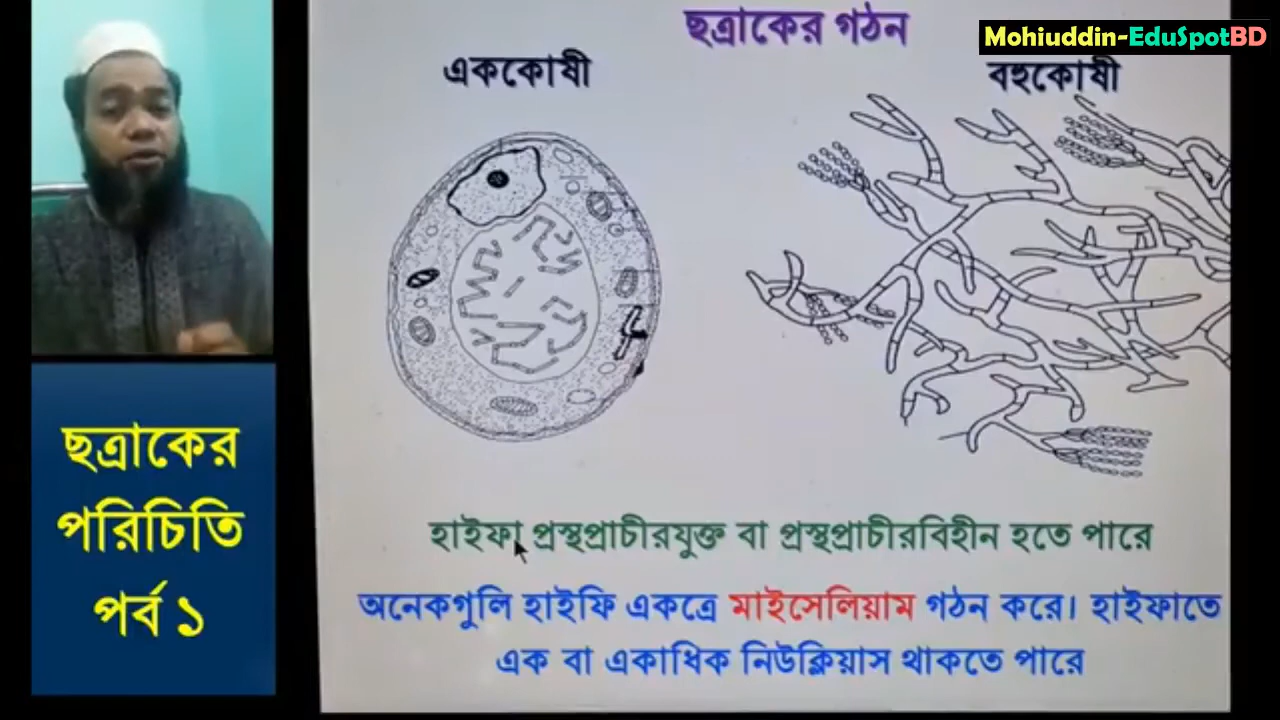 ছত্রাকের গঠন
Mohiuddin-EduSpotBD
এককোষী
বহুকোষী
ছত্রাকের
পরিচিতি
পর্ব ১
হাইফা প্রস্থপ্রাচীরযুক্ত বা প্রস্থপ্রাচীরবিহীন হতে পারে
অনেকগুলি হাইফি একত্রে মাইসেলিয়াম গঠন করে। হাইফাতে
এক বা একাধিক নিউক্লিয়াস থাকতে পারে